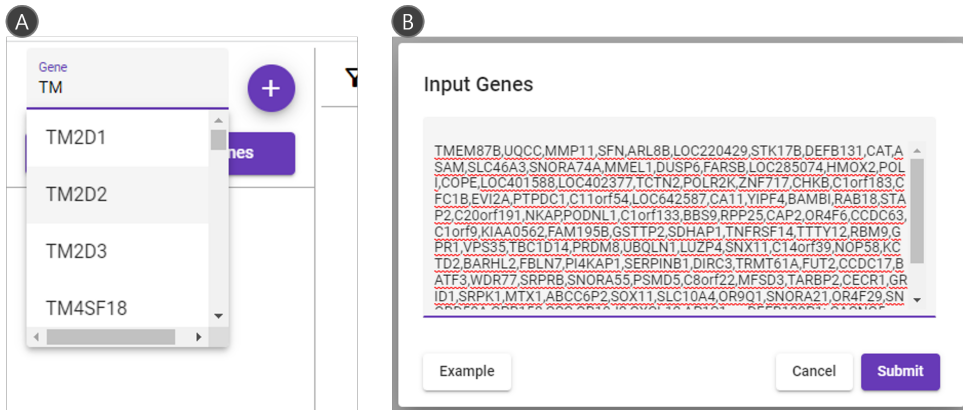 A
Gene
TM
+
nes
TM2D1
TM2D2
TM2D3
TM4SF18
B
Input Genes
TMEM87B,UQCC,MMP11,SFN,ARL8B,LOC220429,STK17B,DEFB131,CAT,A
SAM,SLC46A3,SNORA74A,MMEL1,DUSP6,FARSB,LOC285074,HMOX2,POL
I,COPE,LOC401588,LOC402377,TCTN2,POLR2K,ZNF717,CHKB,C1orf183,C
FC1B,EVI2A,PTPDC1,C11orf54,LOC642587,CA11,YIPF4,BAMBI,RAB18,STA
P2,C20orf191,NKAP,PODNL1,C1orf133,BBS9,RPP25,CAP2,OR4F6,CCDC63,
C1orf9,KIAA0562,FAM195B,GSTTP2,SDHAP1,TNFRSF14,TTTY12,RBM9,G
PR1,VPS35,TBC1D14,PRDM8,UBQLN1,LUZP4,SNX11,C14orf39,NOP58,KC
TD2,BARHL2,FBLN7,PI4KAP1,SERPINB1,DIRC3,TRMT61A,FUT2,CCDC17,B
ATF3,WDR77,SRPRB,SNORA55,PSMD5,C8orf22,MFSD3,TARBP2,CECR1,GR
ID1,SRPK1,MTX1,ABCC6P2,SOX11,SLC10A4,OR9Q1,SNORA21,OR4F29,SN
Example
Cancel
Submit